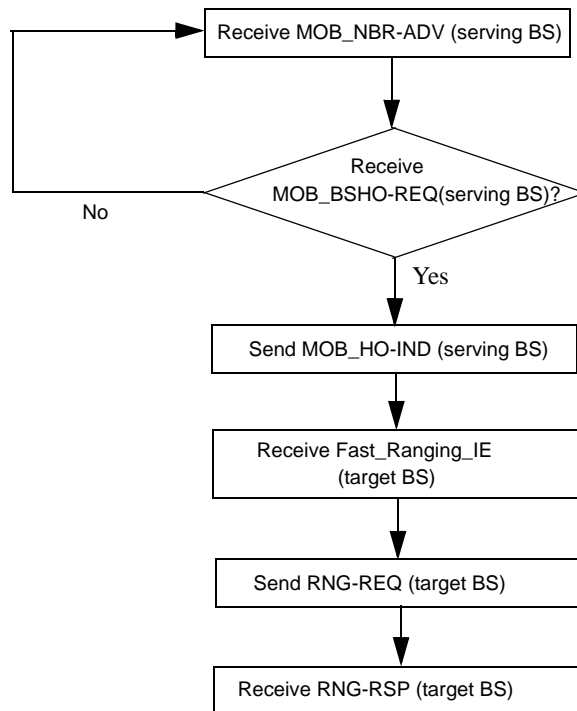 Receive MOB_NBR-ADV (serving BS)
Receive
MOB_BSHO-REQ(serving BS)?
No
Yes
Send MOB_HO-IND (serving BS)
Receive Fast_Ranging_IE
(target BS)
Send RNG-REQ (target BS)
Receive RNG-RSP (target BS)